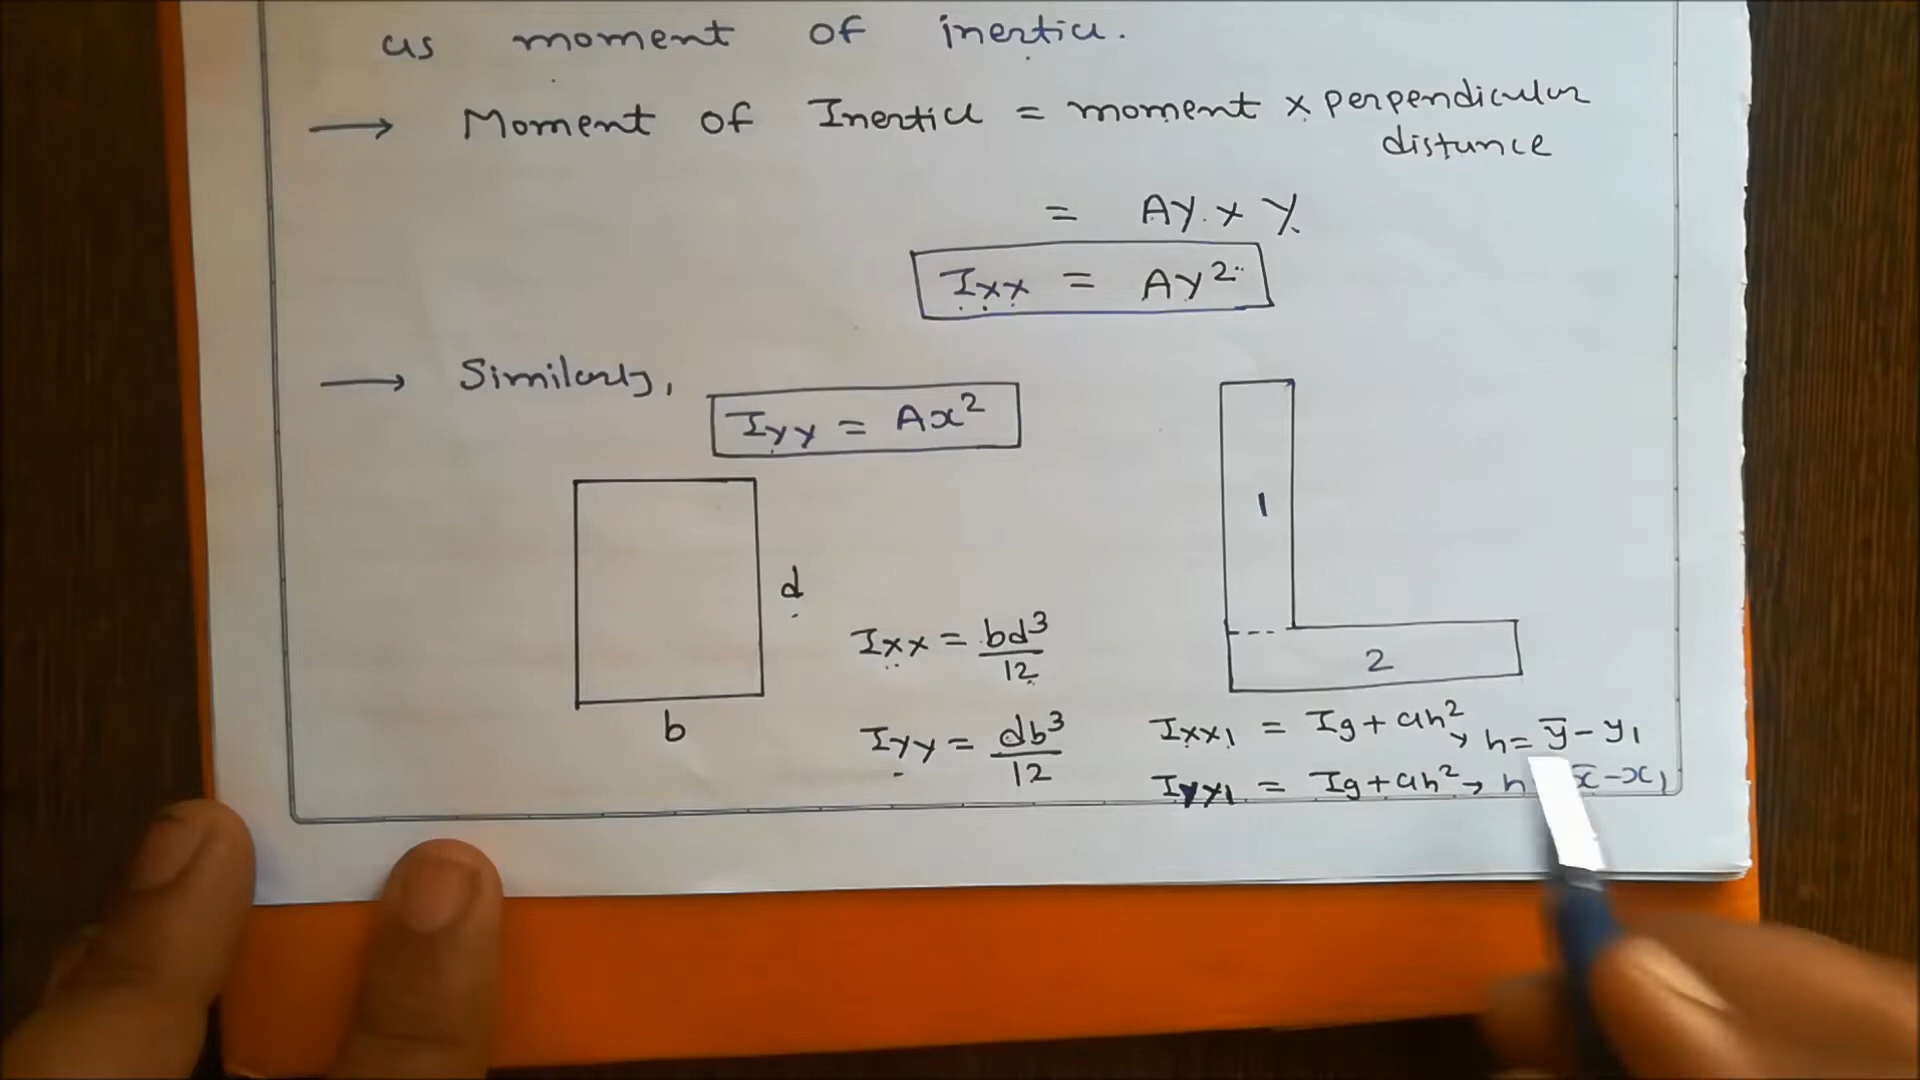 as moment of inertia.
→ Moment of Inertia = moment × perpendicular
distance
= Ay × y
Ixx = Ay²
→ Similarly,
Iyy = Ax²
1
d
Ixx = bd³/12
2
b
Iyy = db³/12
Ixx1 = Ig + ah² → h = ȳ - y1
Iyy1 = Ig + ah² → h x̄ - x1